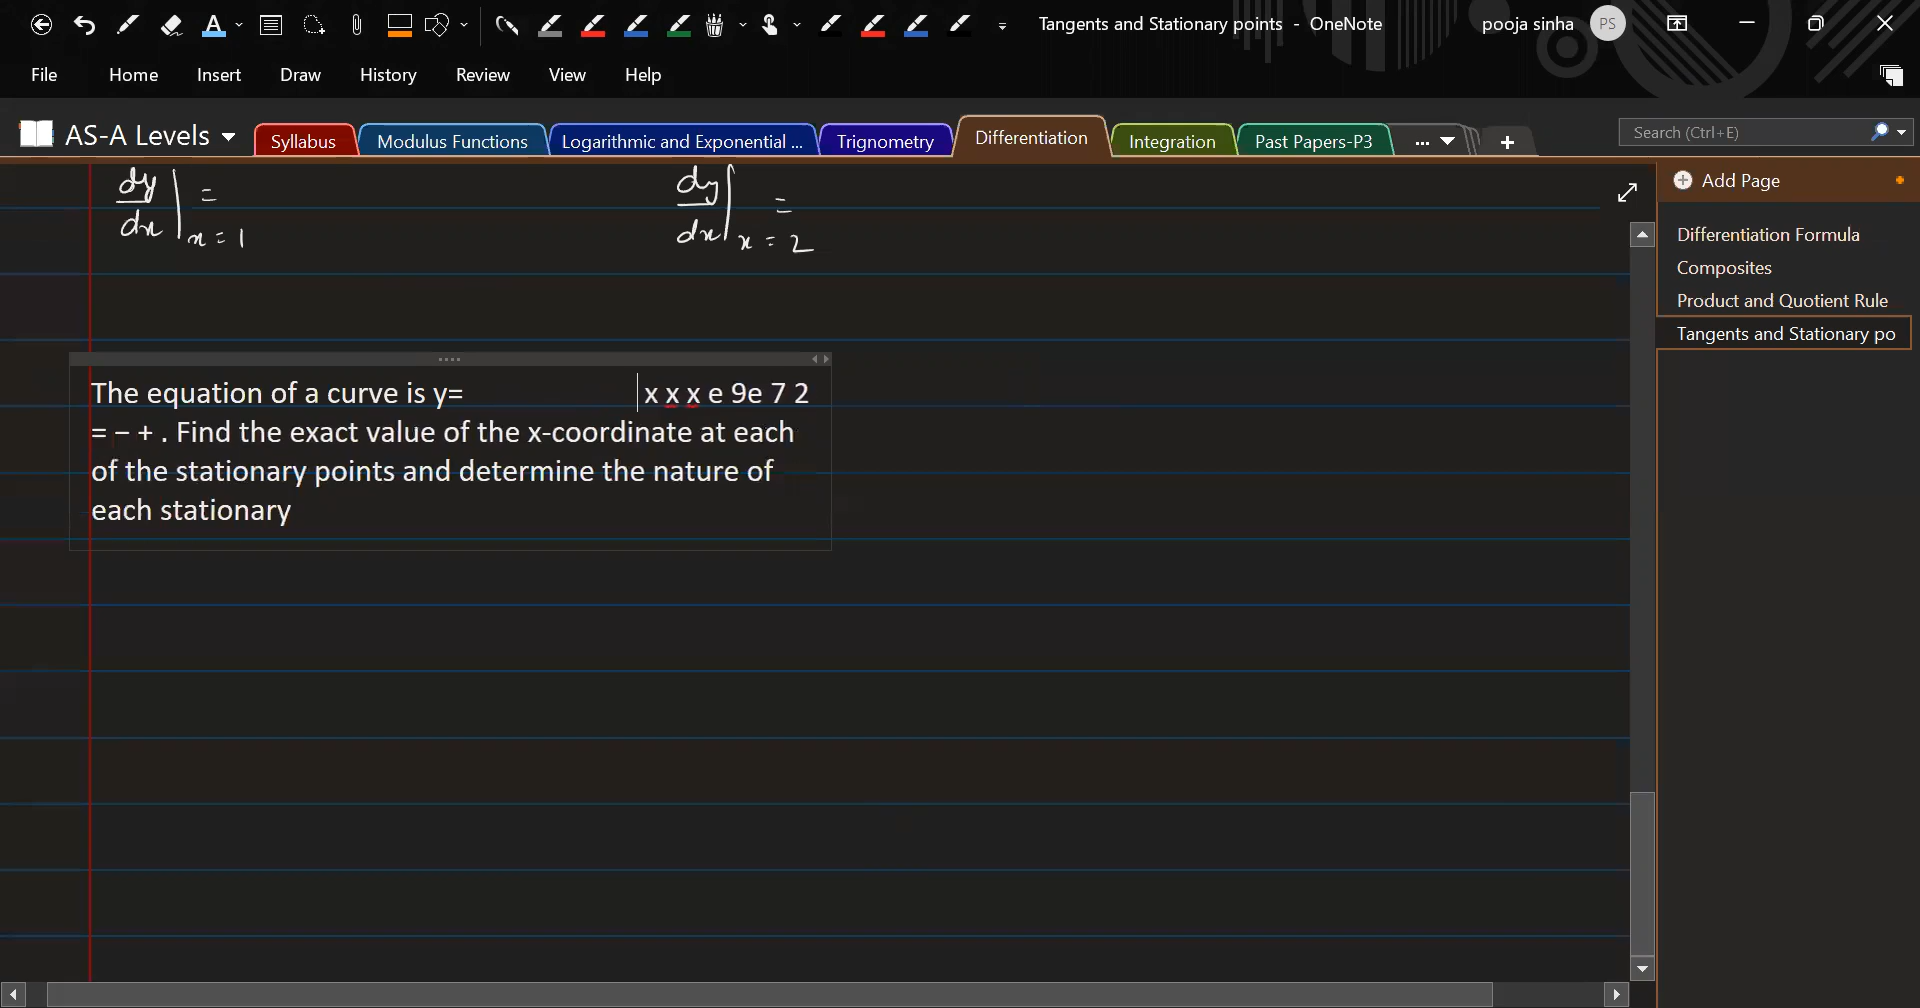 Tangents and Stationary points - OneNote
pooja sinha
PS
File Home Insert Draw History Review View Help
AS-A Levels
Syllabus
Modulus Functions
Logarithmic and Exponential ...
Trignometry
Differentiation
Integration
Past Papers-P3
...
+
Search (Ctrl+E)
dy/dx | x = 1 =
dy/dx | x = 2 =
The equation of a curve is y= x x x e 9e 7 2
= − + . Find the exact value of the x-coordinate at each
of the stationary points and determine the nature of
each stationary
Add Page
Differentiation Formula
Composites
Product and Quotient Rule
Tangents and Stationary po